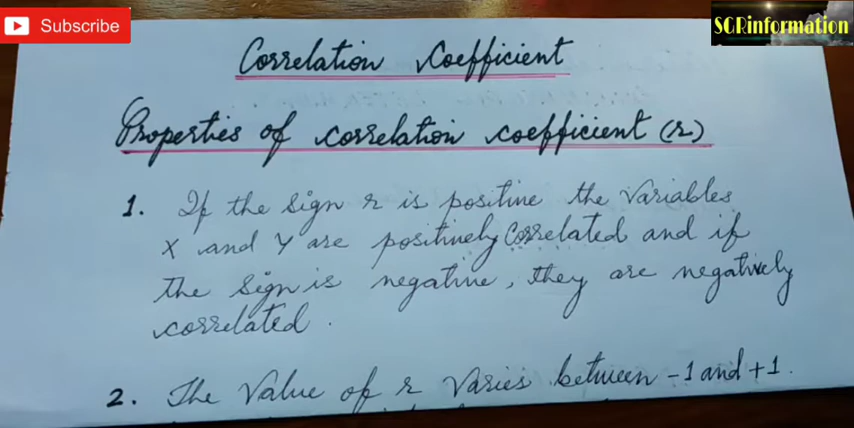 Subscribe
SCRinformation
Correlation Coefficient
Properties of correlation coefficient (r)
1. If the sign r is positive the Variables
X and Y are positively Correlated and if
the sign is negative, they are negatively
correlated.
2. The Value of r Varies between -1 and +1.